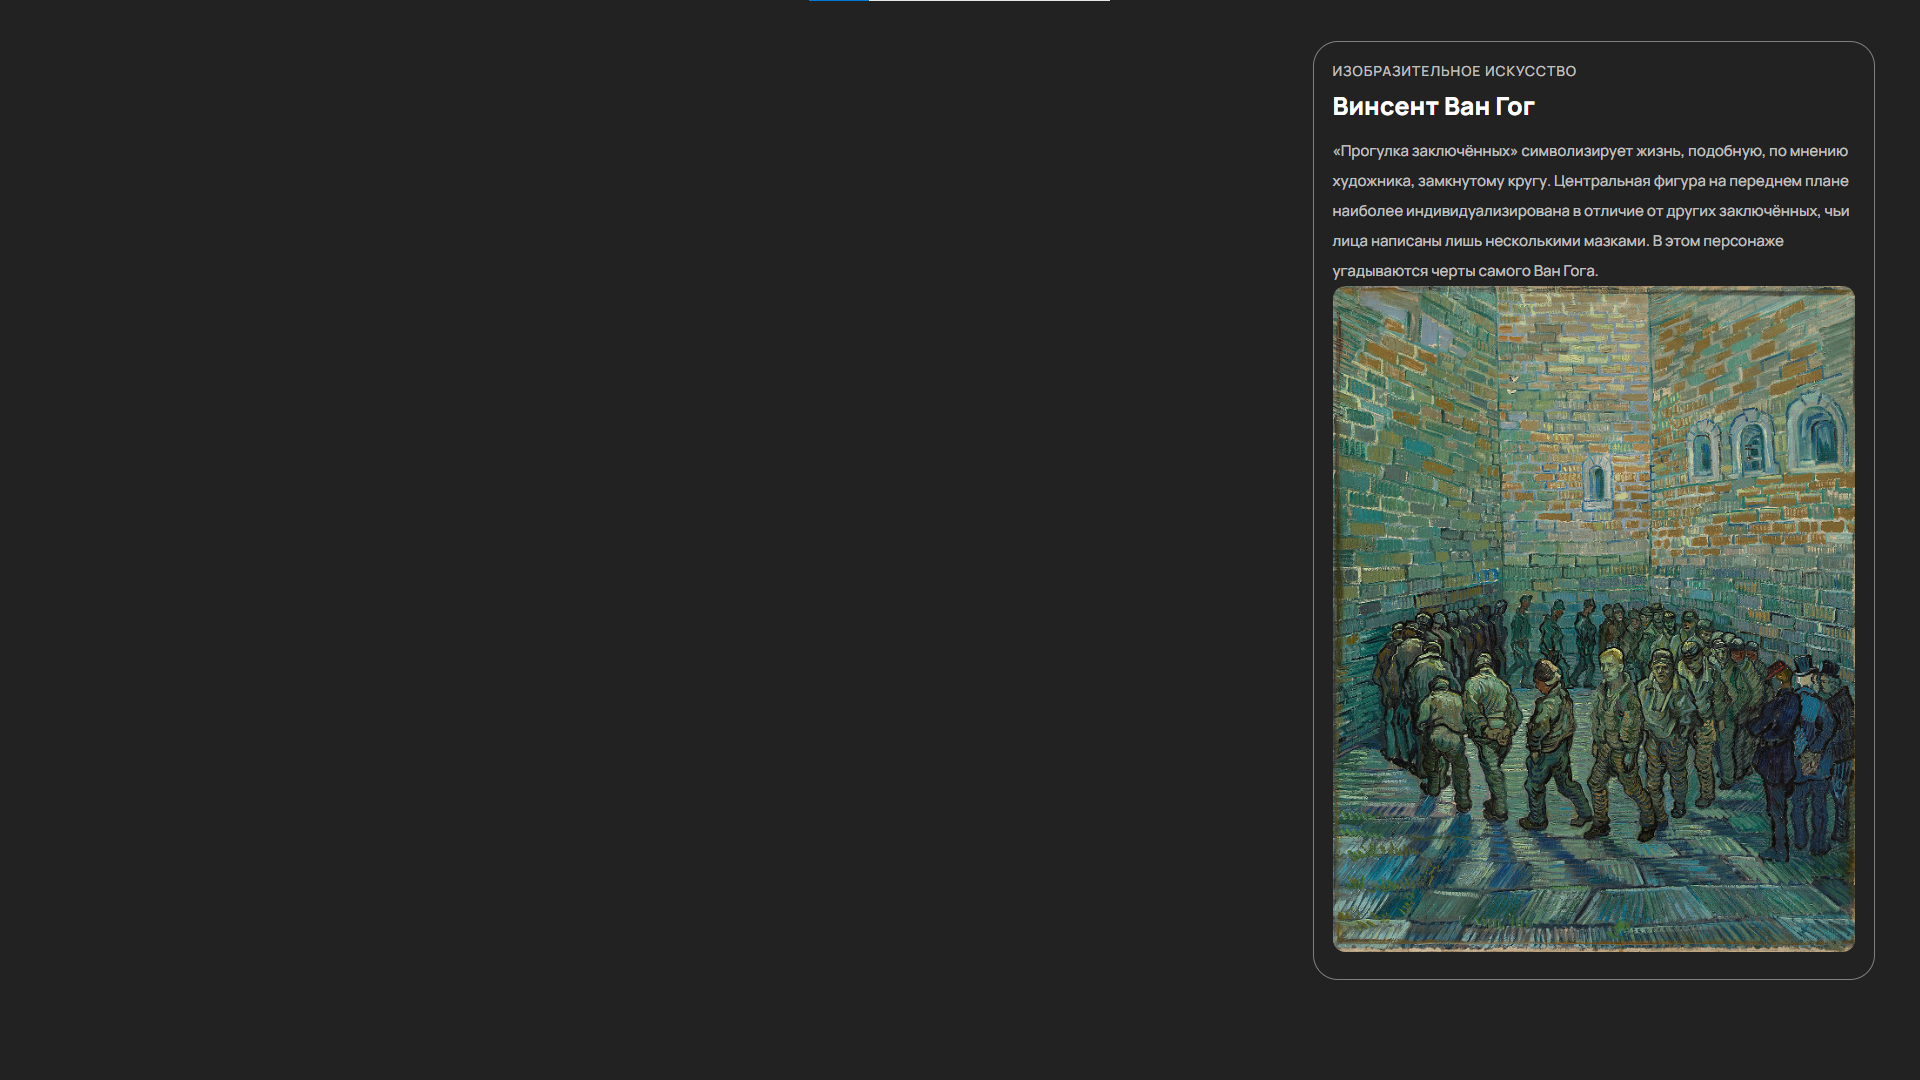 ИЗОБРАЗИТЕЛЬНОЕ ИСКУССТВО
Винсент Ван Гог
«Прогулка заключённых» символизирует жизнь, подобную, по мнению
художника, замкнутому кругу. Центральная фигура на переднем плане
наиболее индивидуализирована в отличие от других заключённых, чьи
лица написаны лишь несколькими мазками. В этом персонаже
угадываются черты самого Ван Гога.